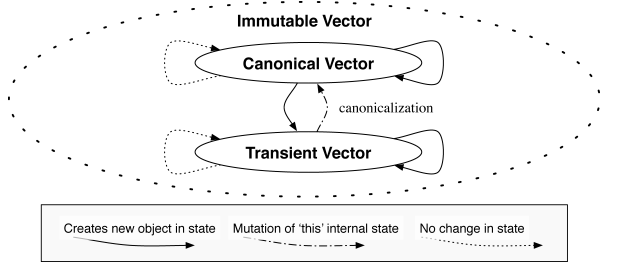 Immutable Vector
Canonical Vector
canonicalization
Transient Vector
Creates new object in state
Mutation of ‘this’ internal state
No change in state